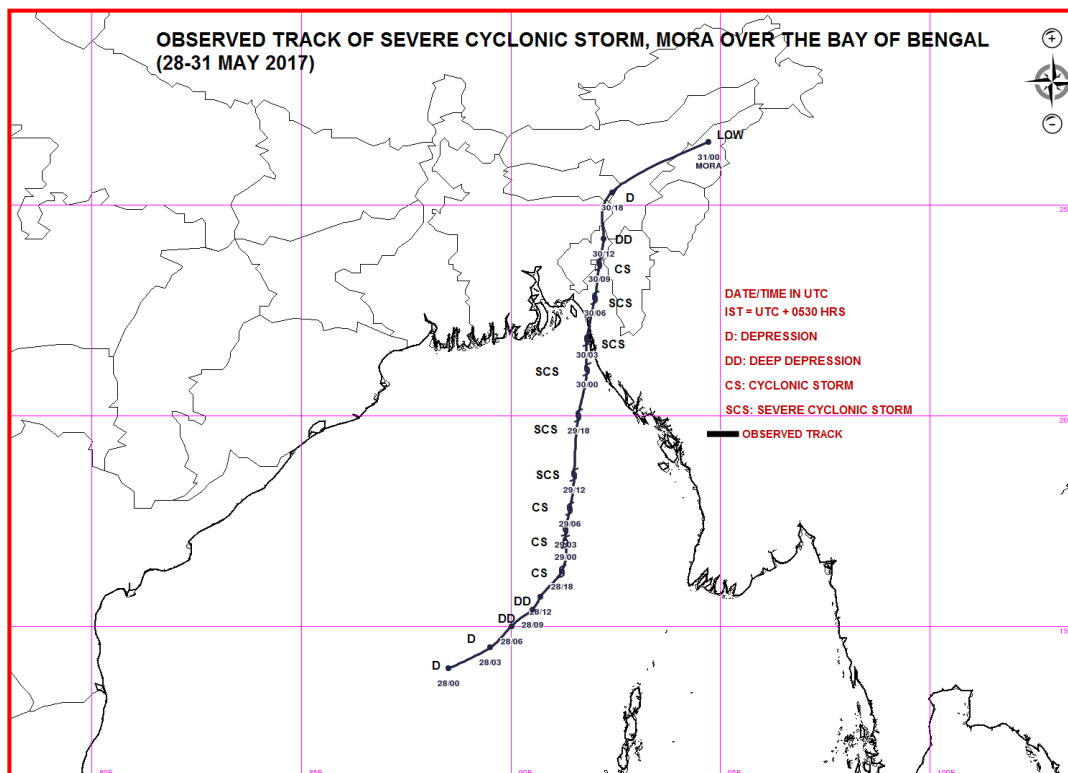 OBSERVED TRACK OF SEVERE CYCLONIC STORM, MORA OVER THE BAY OF BENGAL
(28-31 MAY 2017)
+
−
LOW
31/00
MORA
D
30/18
DD
30/12
CS
30/09
SCS
30/06
SCS
30/03
SCS
30/00
SCS
29/18
SCS
29/12
CS
29/06
CS
29/03
29/00
CS
28/18
DD
28/12
28/09
DD
28/06
D
28/03
D
28/00
DATE/TIME IN UTC
IST = UTC + 0530 HRS
D: DEPRESSION
DD: DEEP DEPRESSION
CS: CYCLONIC STORM
SCS: SEVERE CYCLONIC STORM
OBSERVED TRACK